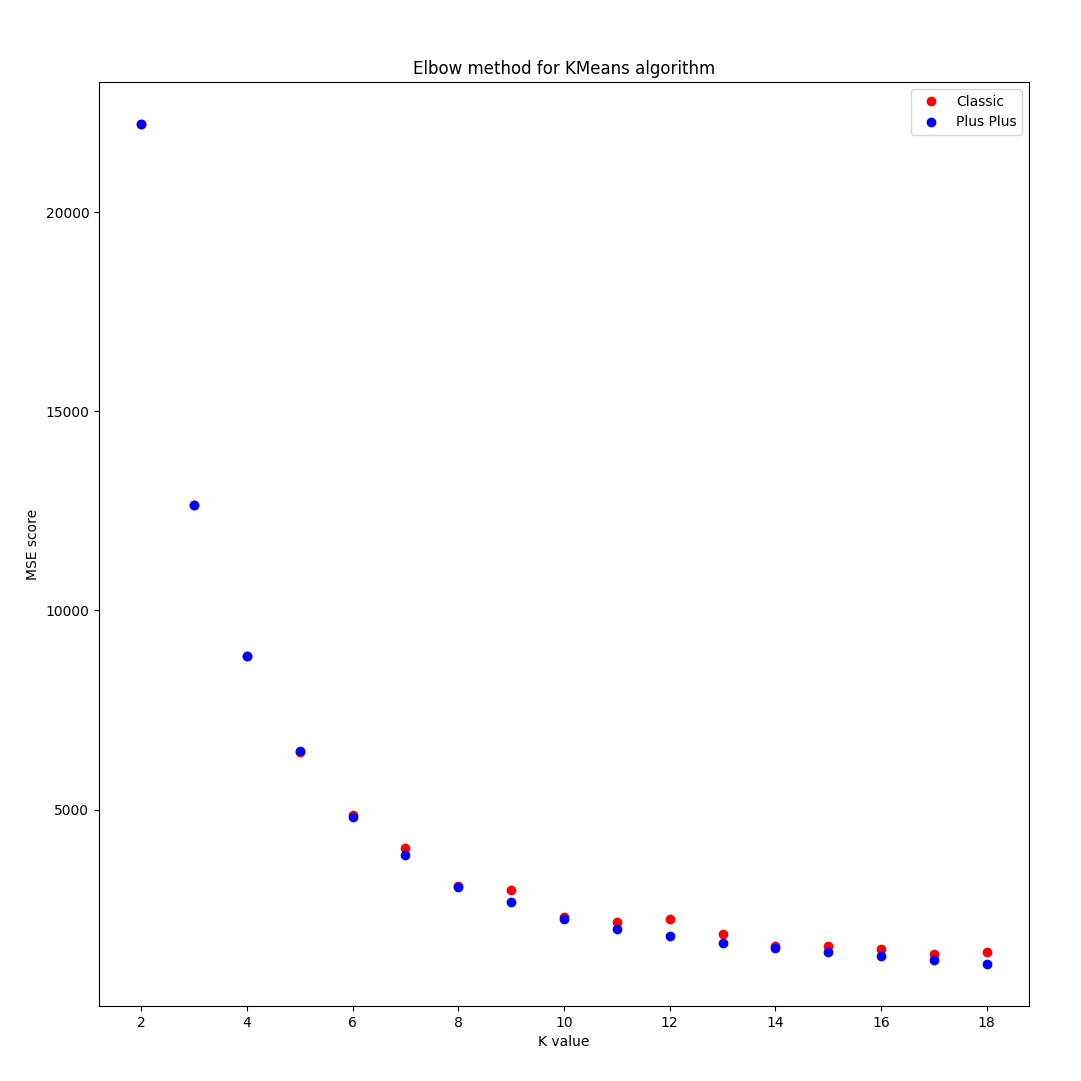 Elbow method for KMeans algorithm
Classic
Plus Plus
20000
15000
10000
5000
MSE score
2 4 6 8 10 12 14 16 18
K value